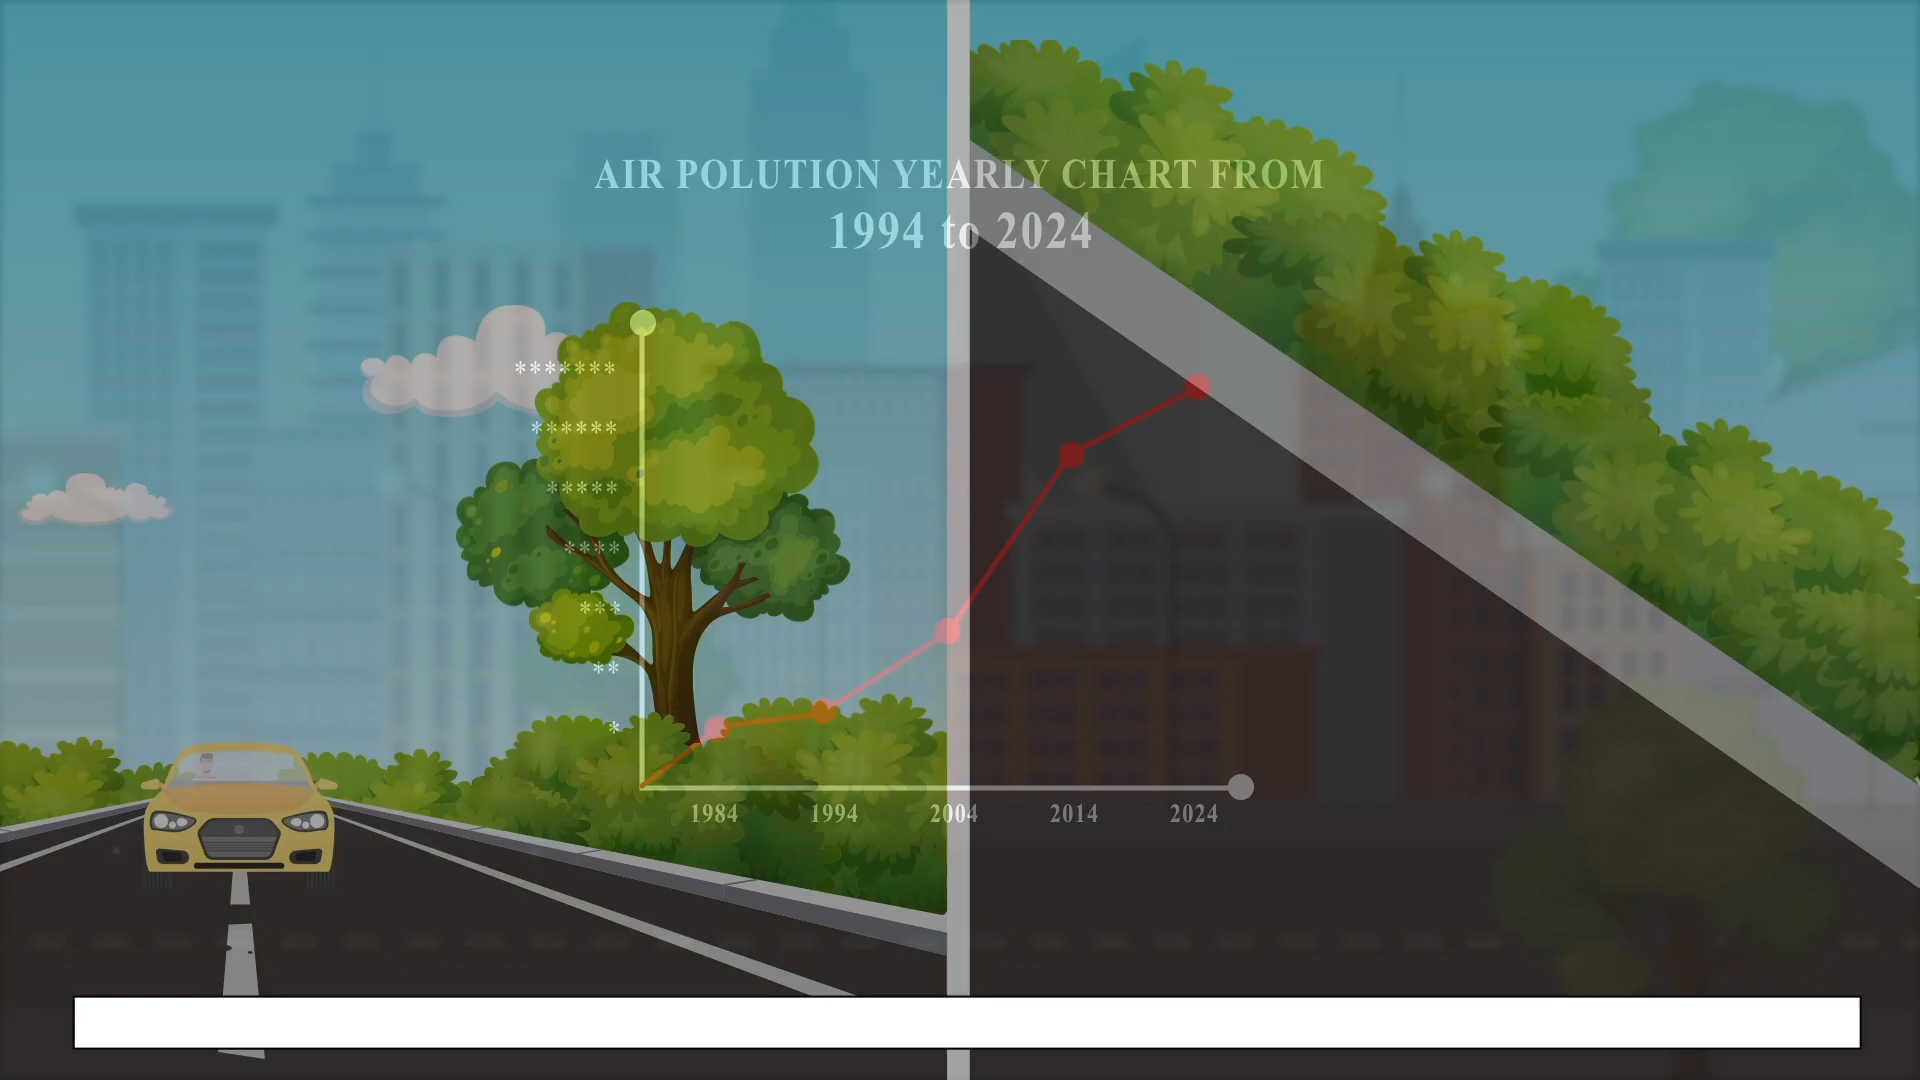 AIR POLUTION YEARLY CHART FROM
1994 to 2024
*******
******
*****
****
***
**
*
1984 1994 2004 2014 2024